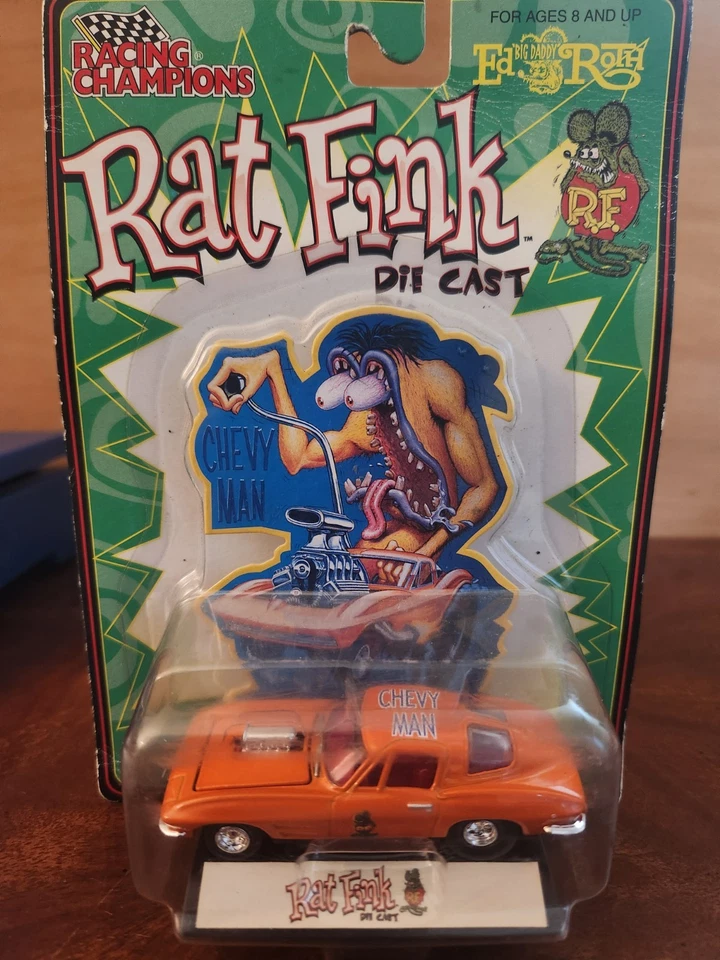 FOR AGES 8 AND UP
RACING
CHAMPIONS®
Ed "BIG DADDY" Roth
Rat Fink™
R.F.
DiE CAST
CHEVY
MAN
CHEVY
MAN
Rat Fink
DiE CAST